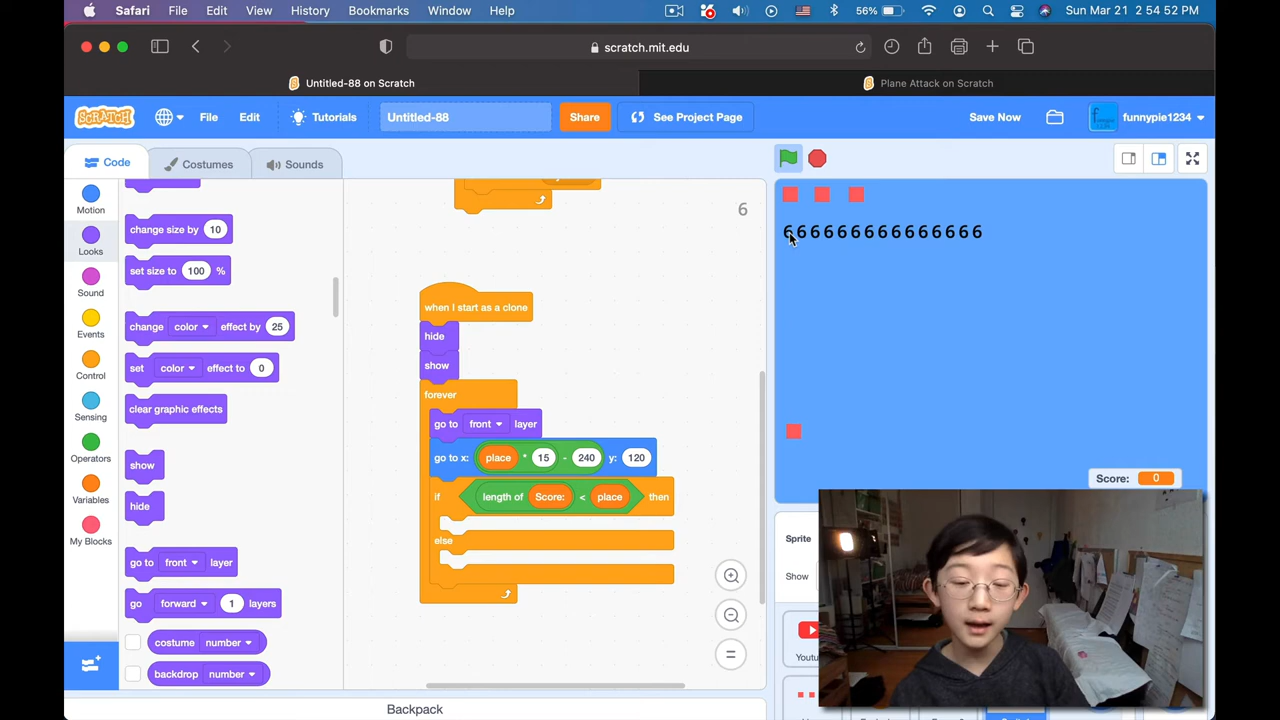 Safari File Edit View History Bookmarks Window Help 56% Sun Mar 21 2:54:52 PM
scratch.mit.edu
Untitled-88 on Scratch Plane Attack on Scratch
SCRATCH File Edit Tutorials Untitled-88 Share See Project Page Save Now funnypie1234
Code Costumes Sounds
Motion
Looks
Sound
Events
Control
Sensing
Operators
Variables
My Blocks
change size by 10
set size to 100 %
change color effect by 25
set color effect to 0
clear graphic effects
show
hide
go to front layer
go forward 1 layers
costume number
backdrop number
6
when I start as a clone
hide
show
forever
go to front layer
go to x: place * 15 - 240 y: 120
if length of Score: < place then
else
Backpack
666666666666666
Score: 0
Sprite
Show